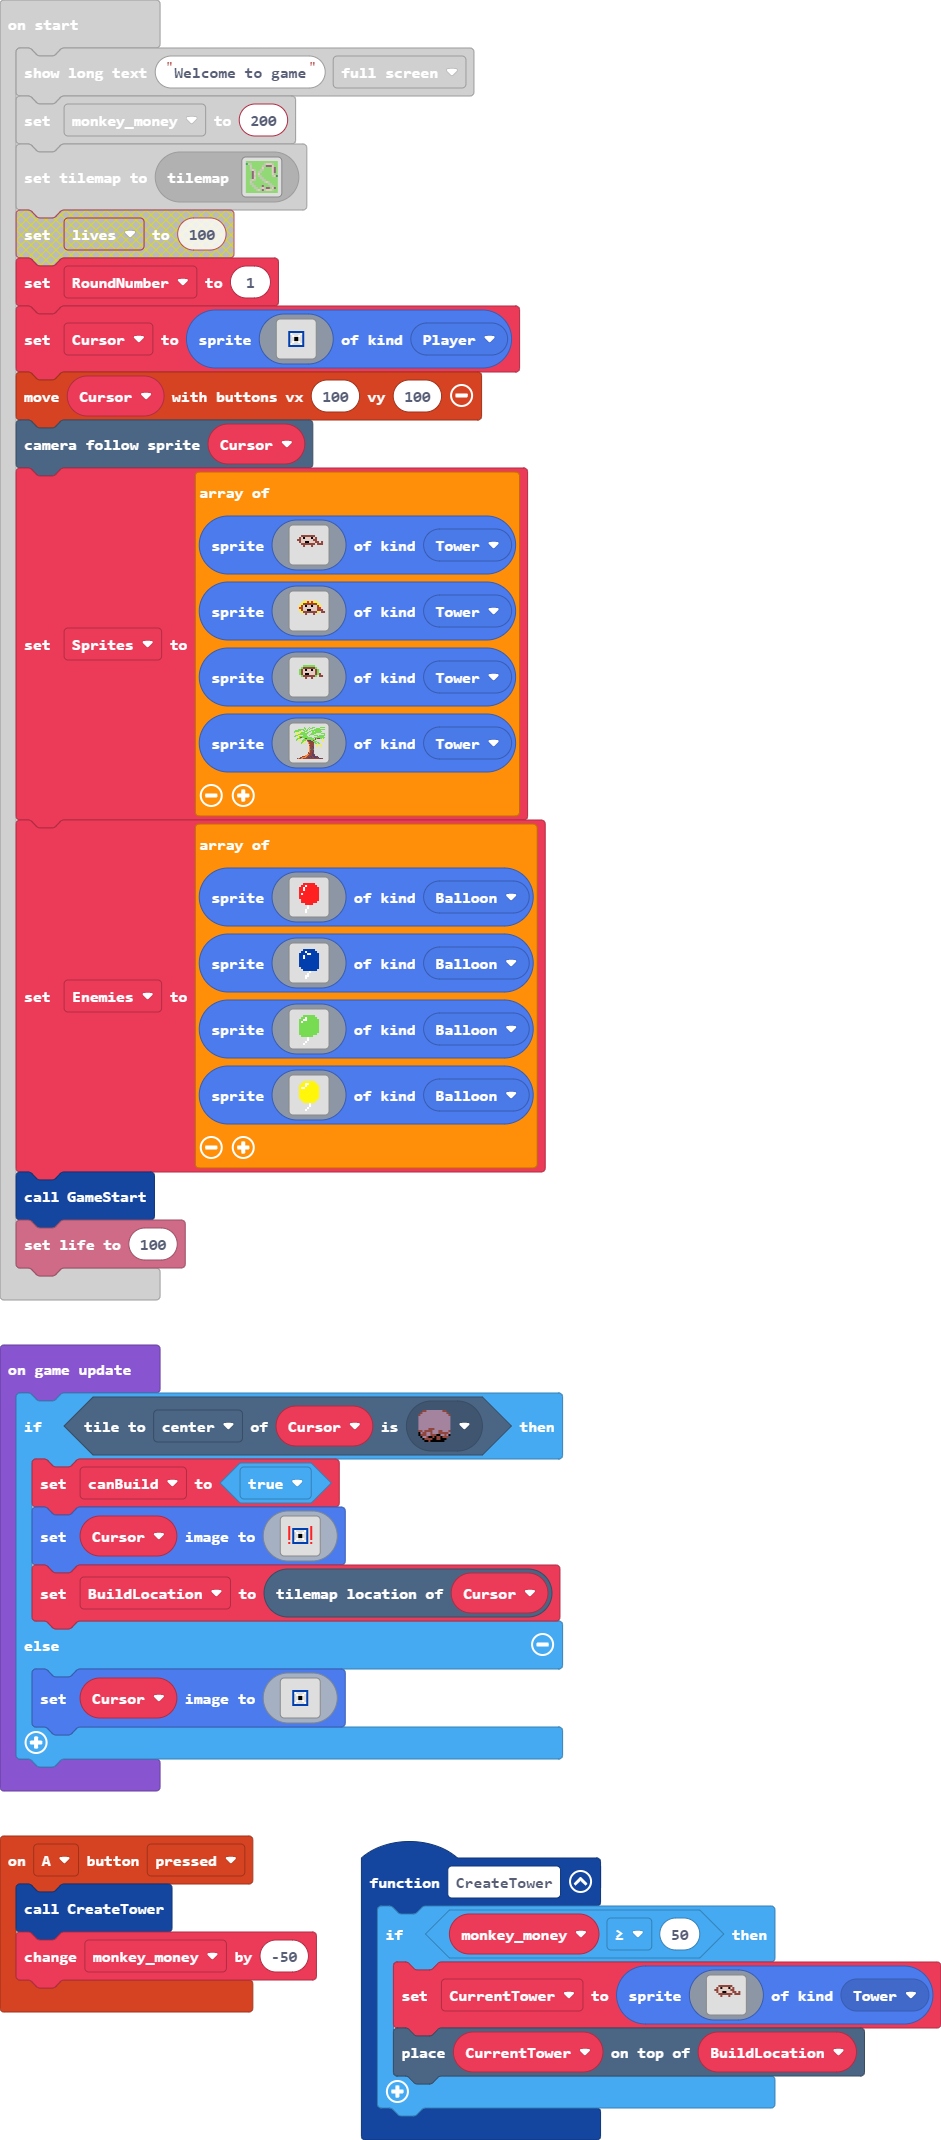 on start
show long text "Welcome to game" full screen
set monkey_money to 200
set tilemap to tilemap
set lives to 100
set RoundNumber to 1
set Cursor to sprite of kind Player
move Cursor with buttons vx 100 vy 100
camera follow sprite Cursor
array of
sprite of kind Tower
sprite of kind Tower
set Sprites to
sprite of kind Tower
sprite of kind Tower
array of
sprite of kind Balloon
sprite of kind Balloon
set Enemies to
sprite of kind Balloon
sprite of kind Balloon
call GameStart
set life to 100
on game update
if tile to center of Cursor is then
set canBuild to true
set Cursor image to
set BuildLocation to tilemap location of Cursor
else
set Cursor image to
on A button pressed
call CreateTower
change monkey_money by -50
function CreateTower
if monkey_money ≥ 50 then
set CurrentTower to sprite of kind Tower
place CurrentTower on top of BuildLocation